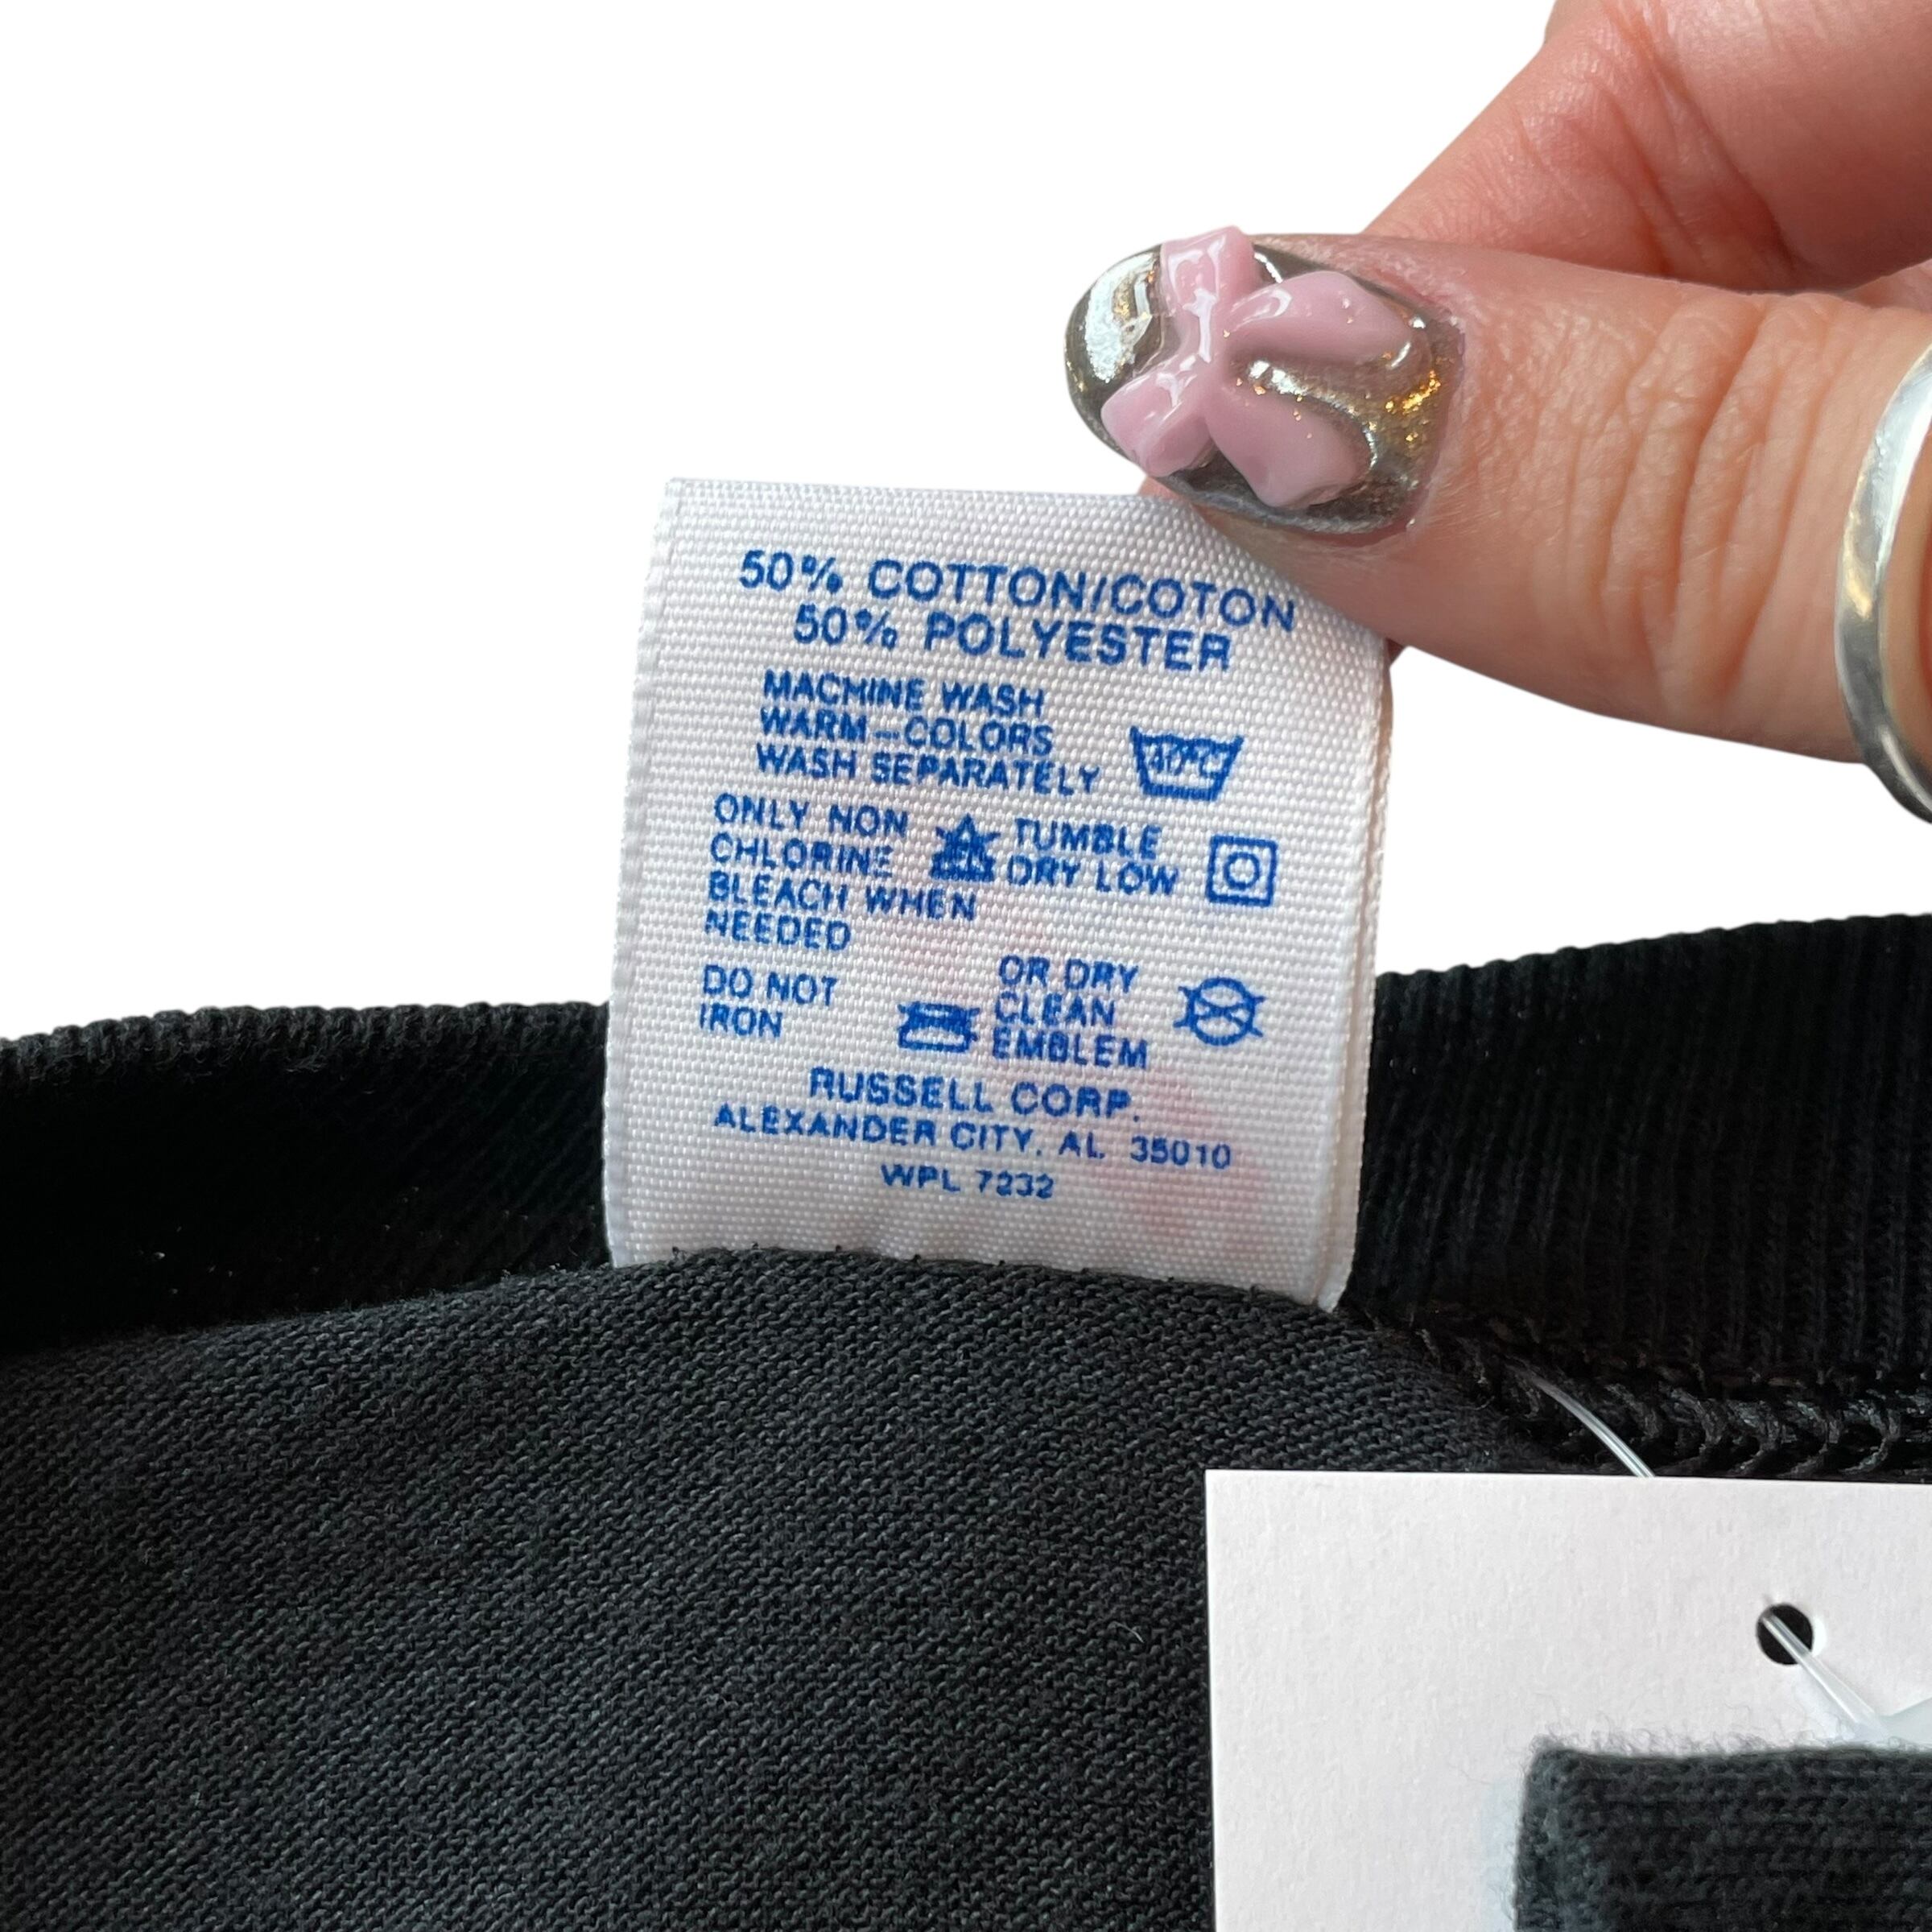 50% COTTON/COTON
50% POLYESTER
MACHINE WASH
WARM-COLORS
WASH SEPARATELY
40°C
ONLY NON
CHLORINE
BLEACH WHEN
NEEDED
TUMBLE
DRY LOW
DO NOT
IRON
OR DRY
CLEAN
EMBLEM
RUSSELL CORP.
ALEXANDER CITY, AL 35010
WPL 7232